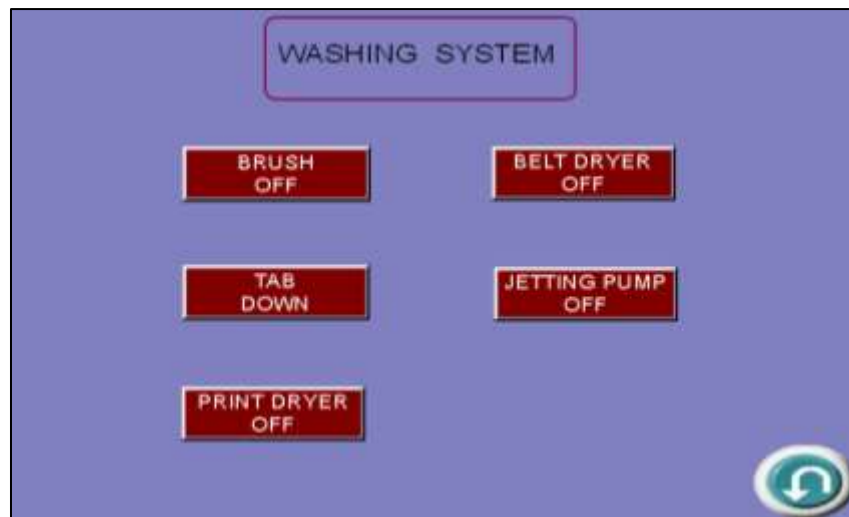 WASHING SYSTEM
BRUSH
OFF
BELT DRYER
OFF
TAB
DOWN
JETTING PUMP
OFF
PRINT DRYER
OFF